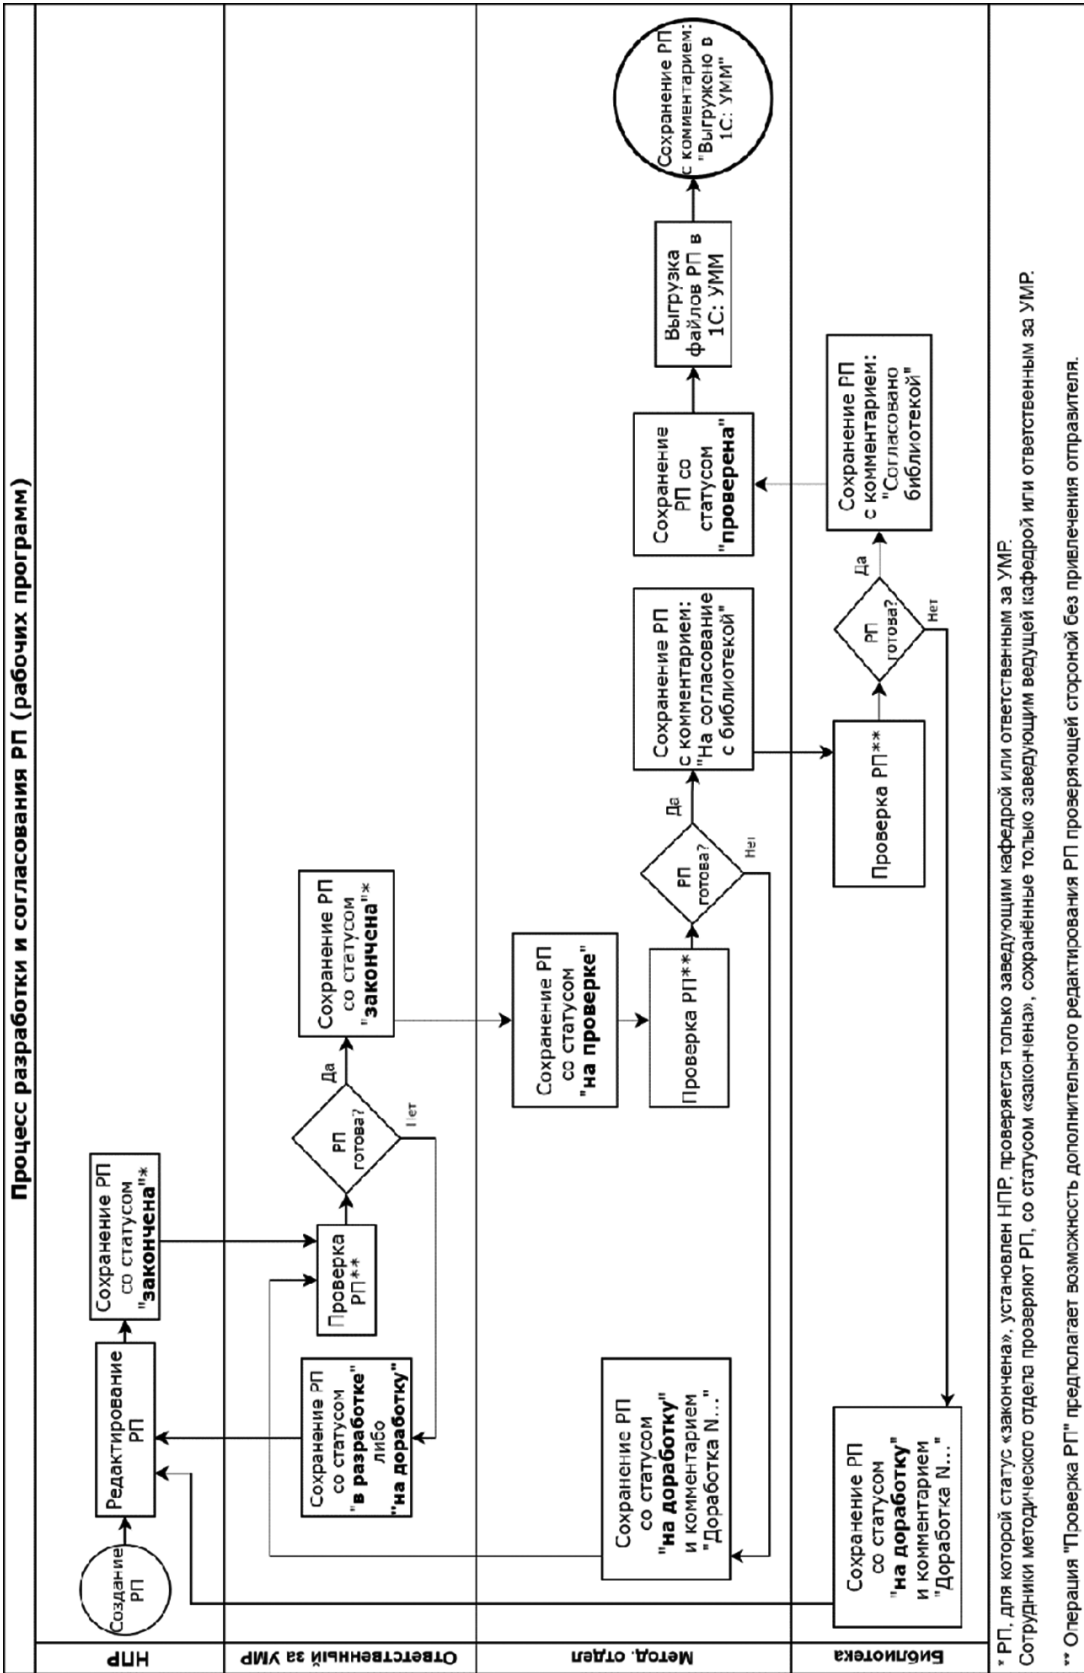 Процесс разработки и согласования РП (рабочих программ)
НПР
Создание
РП
Редактирование
РП
Сохранение РП
со статусом
"закончена"*
Ответственный за УМР
Сохранение РП
со статусом
"в разработке"
либо
"на доработку"
Проверка
РП**
РП
готова?
Да
Нет
Сохранение РП
со статусом
"закончена"*
Метод. отдел
Сохранение РП
со статусом
"на доработку"
и комментарием
"Доработка N..."
Сохранение РП
со статусом
"на проверке"
Проверка РП**
РП
готова?
Да
Нет
Сохранение РП
с комментарием:
"На согласование
с библиотекой"
Сохранение
РП со
статусом
"проверена"
Выгрузка
файлов РП в
1С: УММ
Сохранение РП
с комментарием:
"Выгружено в
1С: УММ"
Библиотека
Сохранение РП
со статусом
"на доработку"
и комментарием
"Доработка N..."
Проверка РП**
РП
готова?
Да
Нет
Сохранение РП
с комментарием:
"Согласовано
библиотекой"
* РП, для которой статус «закончена», установлен НПР, проверяется только заведующим кафедрой или ответственным за УМР.
Сотрудники методического отдела проверяют РП, со статусом «закончена», сохранённые только заведующим ведущей кафедрой или ответственным за УМР.
** Операция "Проверка РП" предполагает возможность дополнительного редактирования РП проверяющей стороной без привлечения отправителя.